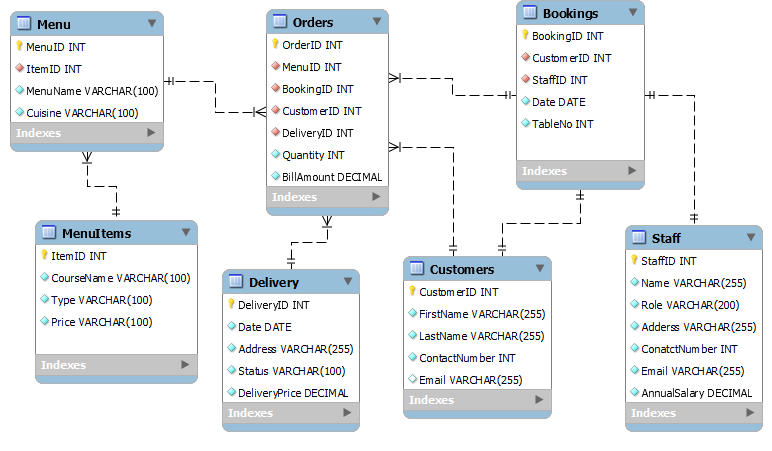 Menu
MenuID INT
ItemID INT
MenuName VARCHAR(100)
Cuisine VARCHAR(100)
Indexes
Orders
OrderID INT
MenuID INT
BookingID INT
CustomerID INT
DeliveryID INT
Quantity INT
BillAmount DECIMAL
Indexes
Bookings
BookingID INT
CustomerID INT
StaffID INT
Date DATE
TableNo INT
Indexes
MenuItems
ItemID INT
CourseName VARCHAR(100)
Type VARCHAR(100)
Price VARCHAR(100)
Indexes
Delivery
DeliveryID INT
Date DATE
Address VARCHAR(255)
Status VARCHAR(100)
DeliveryPrice DECIMAL
Indexes
Customers
CustomerID INT
FirstName VARCHAR(255)
LastName VARCHAR(255)
ContactNumber INT
Email VARCHAR(255)
Indexes
Staff
StaffID INT
Name VARCHAR(255)
Role VARCHAR(200)
Adderss VARCHAR(255)
ConatctNumber INT
Email VARCHAR(255)
AnnualSalary DECIMAL
Indexes